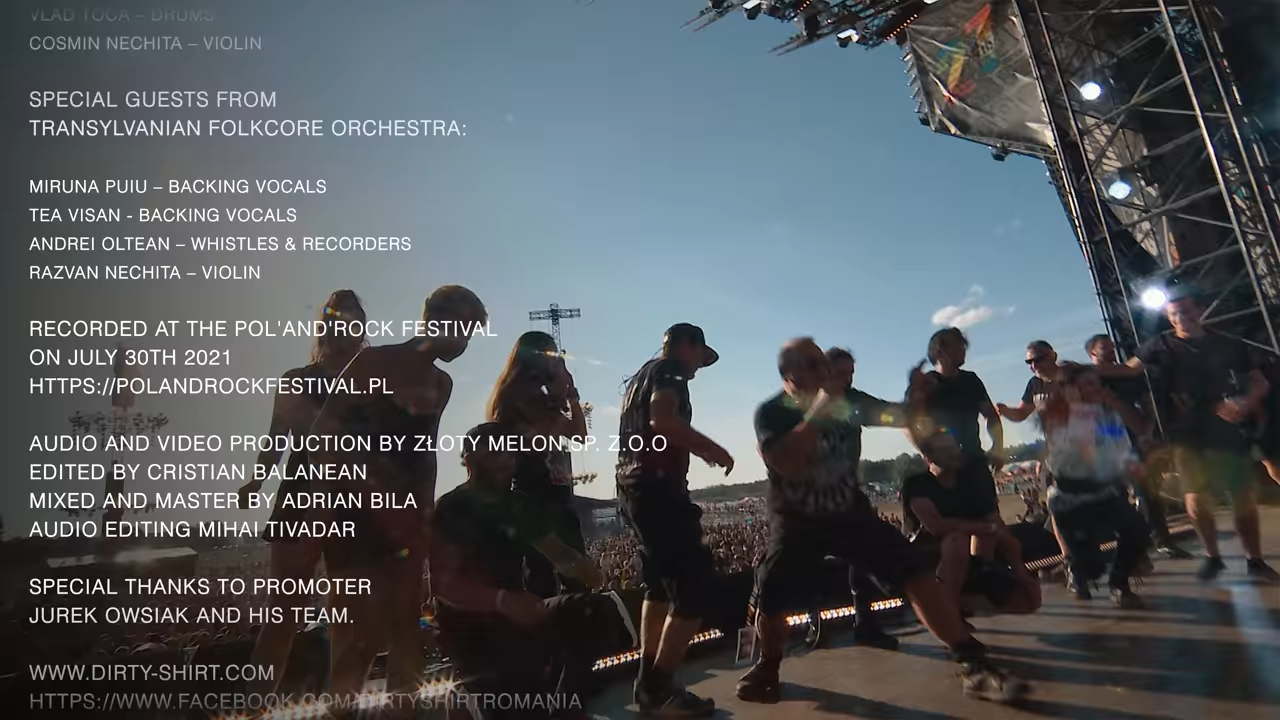 VLAD TOCA – DRUMS
COSMIN NECHITA – VIOLIN
SPECIAL GUESTS FROM
TRANSYLVANIAN FOLKCORE ORCHESTRA:
MIRUNA PUIU – BACKING VOCALS
TEA VISAN - BACKING VOCALS
ANDREI OLTEAN – WHISTLES & RECORDERS
RAZVAN NECHITA – VIOLIN
RECORDED AT THE POL'AND'ROCK FESTIVAL
ON JULY 30TH 2021
HTTPS://POLANDROCKFESTIVAL.PL
AUDIO AND VIDEO PRODUCTION BY ZŁOTY MELON SP. Z.O.O
EDITED BY CRISTIAN BALANEAN
MIXED AND MASTER BY ADRIAN BILA
AUDIO EDITING MIHAI TIVADAR
SPECIAL THANKS TO PROMOTER
JUREK OWSIAK AND HIS TEAM.
WWW.DIRTY-SHIRT.COM
HTTPS://WWW.FACEBOOK.COM/DIRTYSHIRTROMANIA